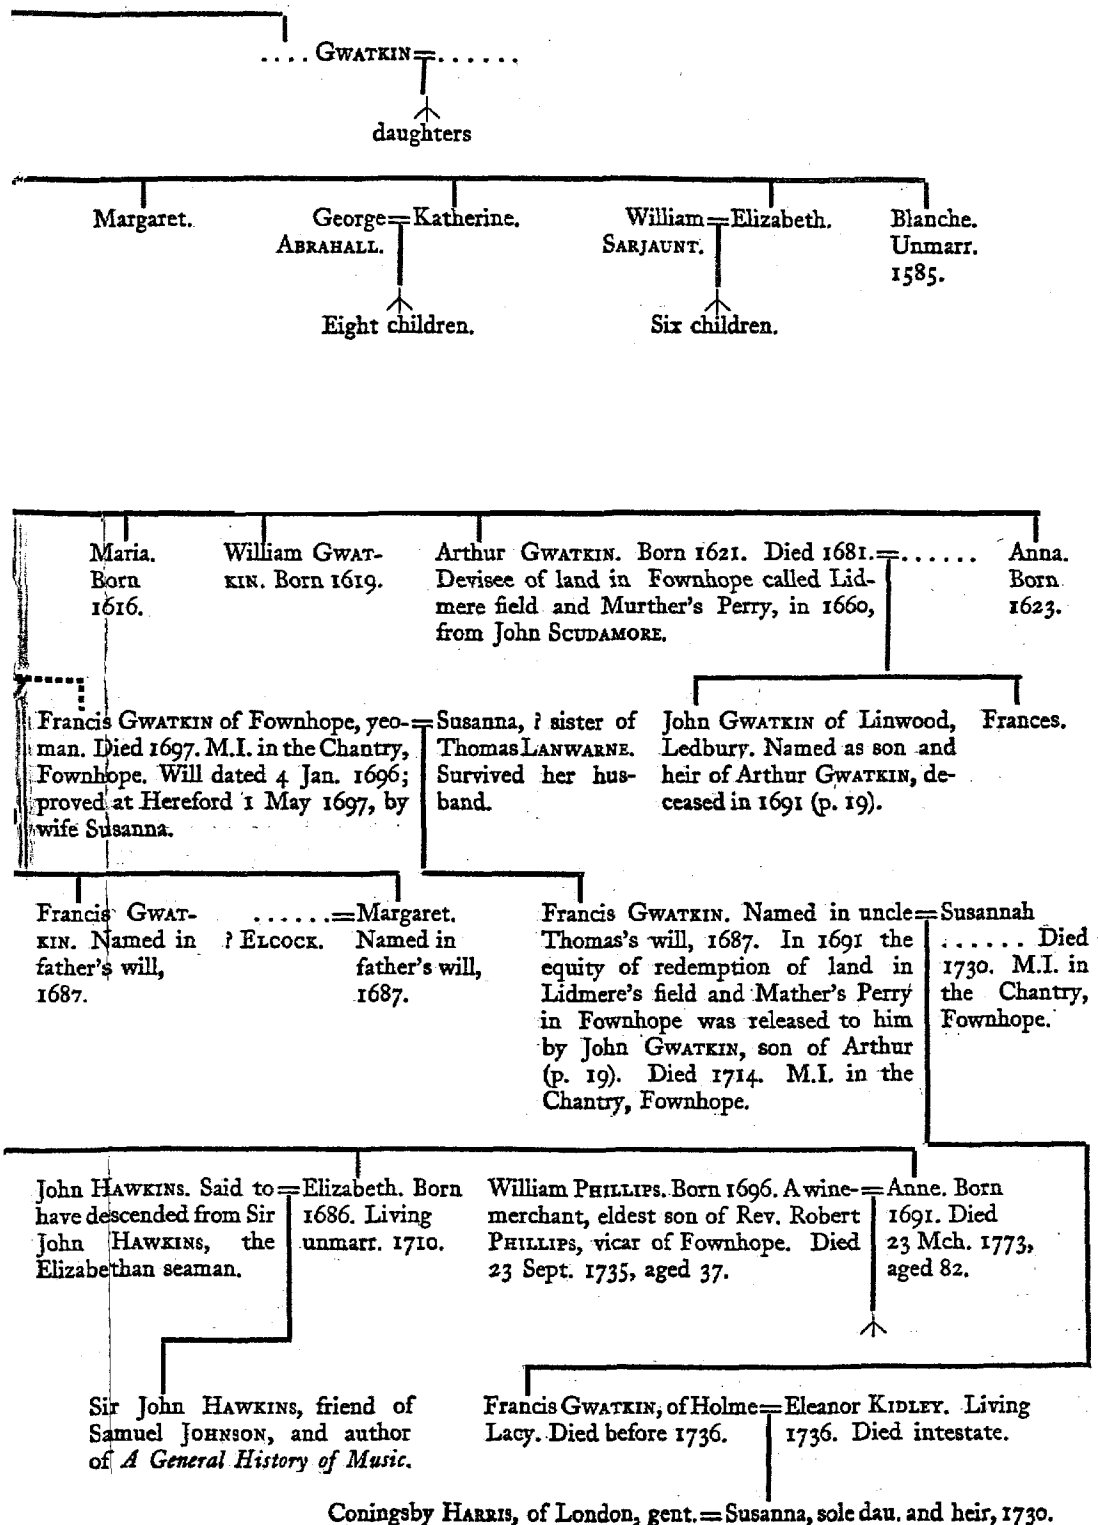 .... GWATKIN=......
daughters
Margaret.
George=Katherine.
ABRAHALL.
Eight children.
William=Elizabeth.
SARJAUNT.
Six children.
Blanche.
Unmarr.
1585.
Maria.
Born
1616.
William GWAT-
KIN. Born 1619.
Arthur GWATKIN. Born 1621. Died 1681.=......
Devisee of land in Fownhope called Lid-
mere field and Murther's Perry, in 1660,
from John SCUDAMORE.
Anna.
Born
1623.
Francis GWATKIN of Fownhope, yeo-=
man. Died 1697. M.I. in the Chantry,
Fownhope. Will dated 4 Jan. 1696;
proved at Hereford 1 May 1697, by
wife Susanna.
Susanna, ? sister of
Thomas LANWARNE.
Survived her hus-
band.
John GWATKIN of Linwood,
Ledbury. Named as son and
heir of Arthur GWATKIN, de-
ceased in 1691 (p. 19).
Frances.
Francis GWAT-
KIN. Named in
father's will,
1687.
......=Margaret.
? ELCOCK.
Named in
father's will,
1687.
Francis GWATKIN. Named in uncle=
Thomas's will, 1687. In 1691 the
equity of redemption of land in
Lidmere's field and Mather's Perry
in Fownhope was released to him
by John GWATKIN, son of Arthur
(p. 19). Died 1714. M.I. in the
Chantry, Fownhope.
Susannah
...... Died
1730. M.I. in
the Chantry,
Fownhope.
John HAWKINS. Said to=
have descended from Sir
John HAWKINS, the
Elizabethan seaman.
Elizabeth. Born
1686. Living
unmarr. 1710.
William PHILLIPS. Born 1696. A wine-=
merchant, eldest son of Rev. Robert
PHILLIPS, vicar of Fownhope. Died
23 Sept. 1735, aged 37.
Anne. Born
1691. Died
23 Mch. 1773,
aged 82.
Sir John HAWKINS, friend of
Samuel JOHNSON, and author
of A General History of Music.
Francis GWATKIN, of Holme=
Lacy. Died before 1736.
Eleanor KIDLEY. Living
1736. Died intestate.
Coningsby HARRIS, of London, gent.=Susanna, sole dau. and heir, 1730.